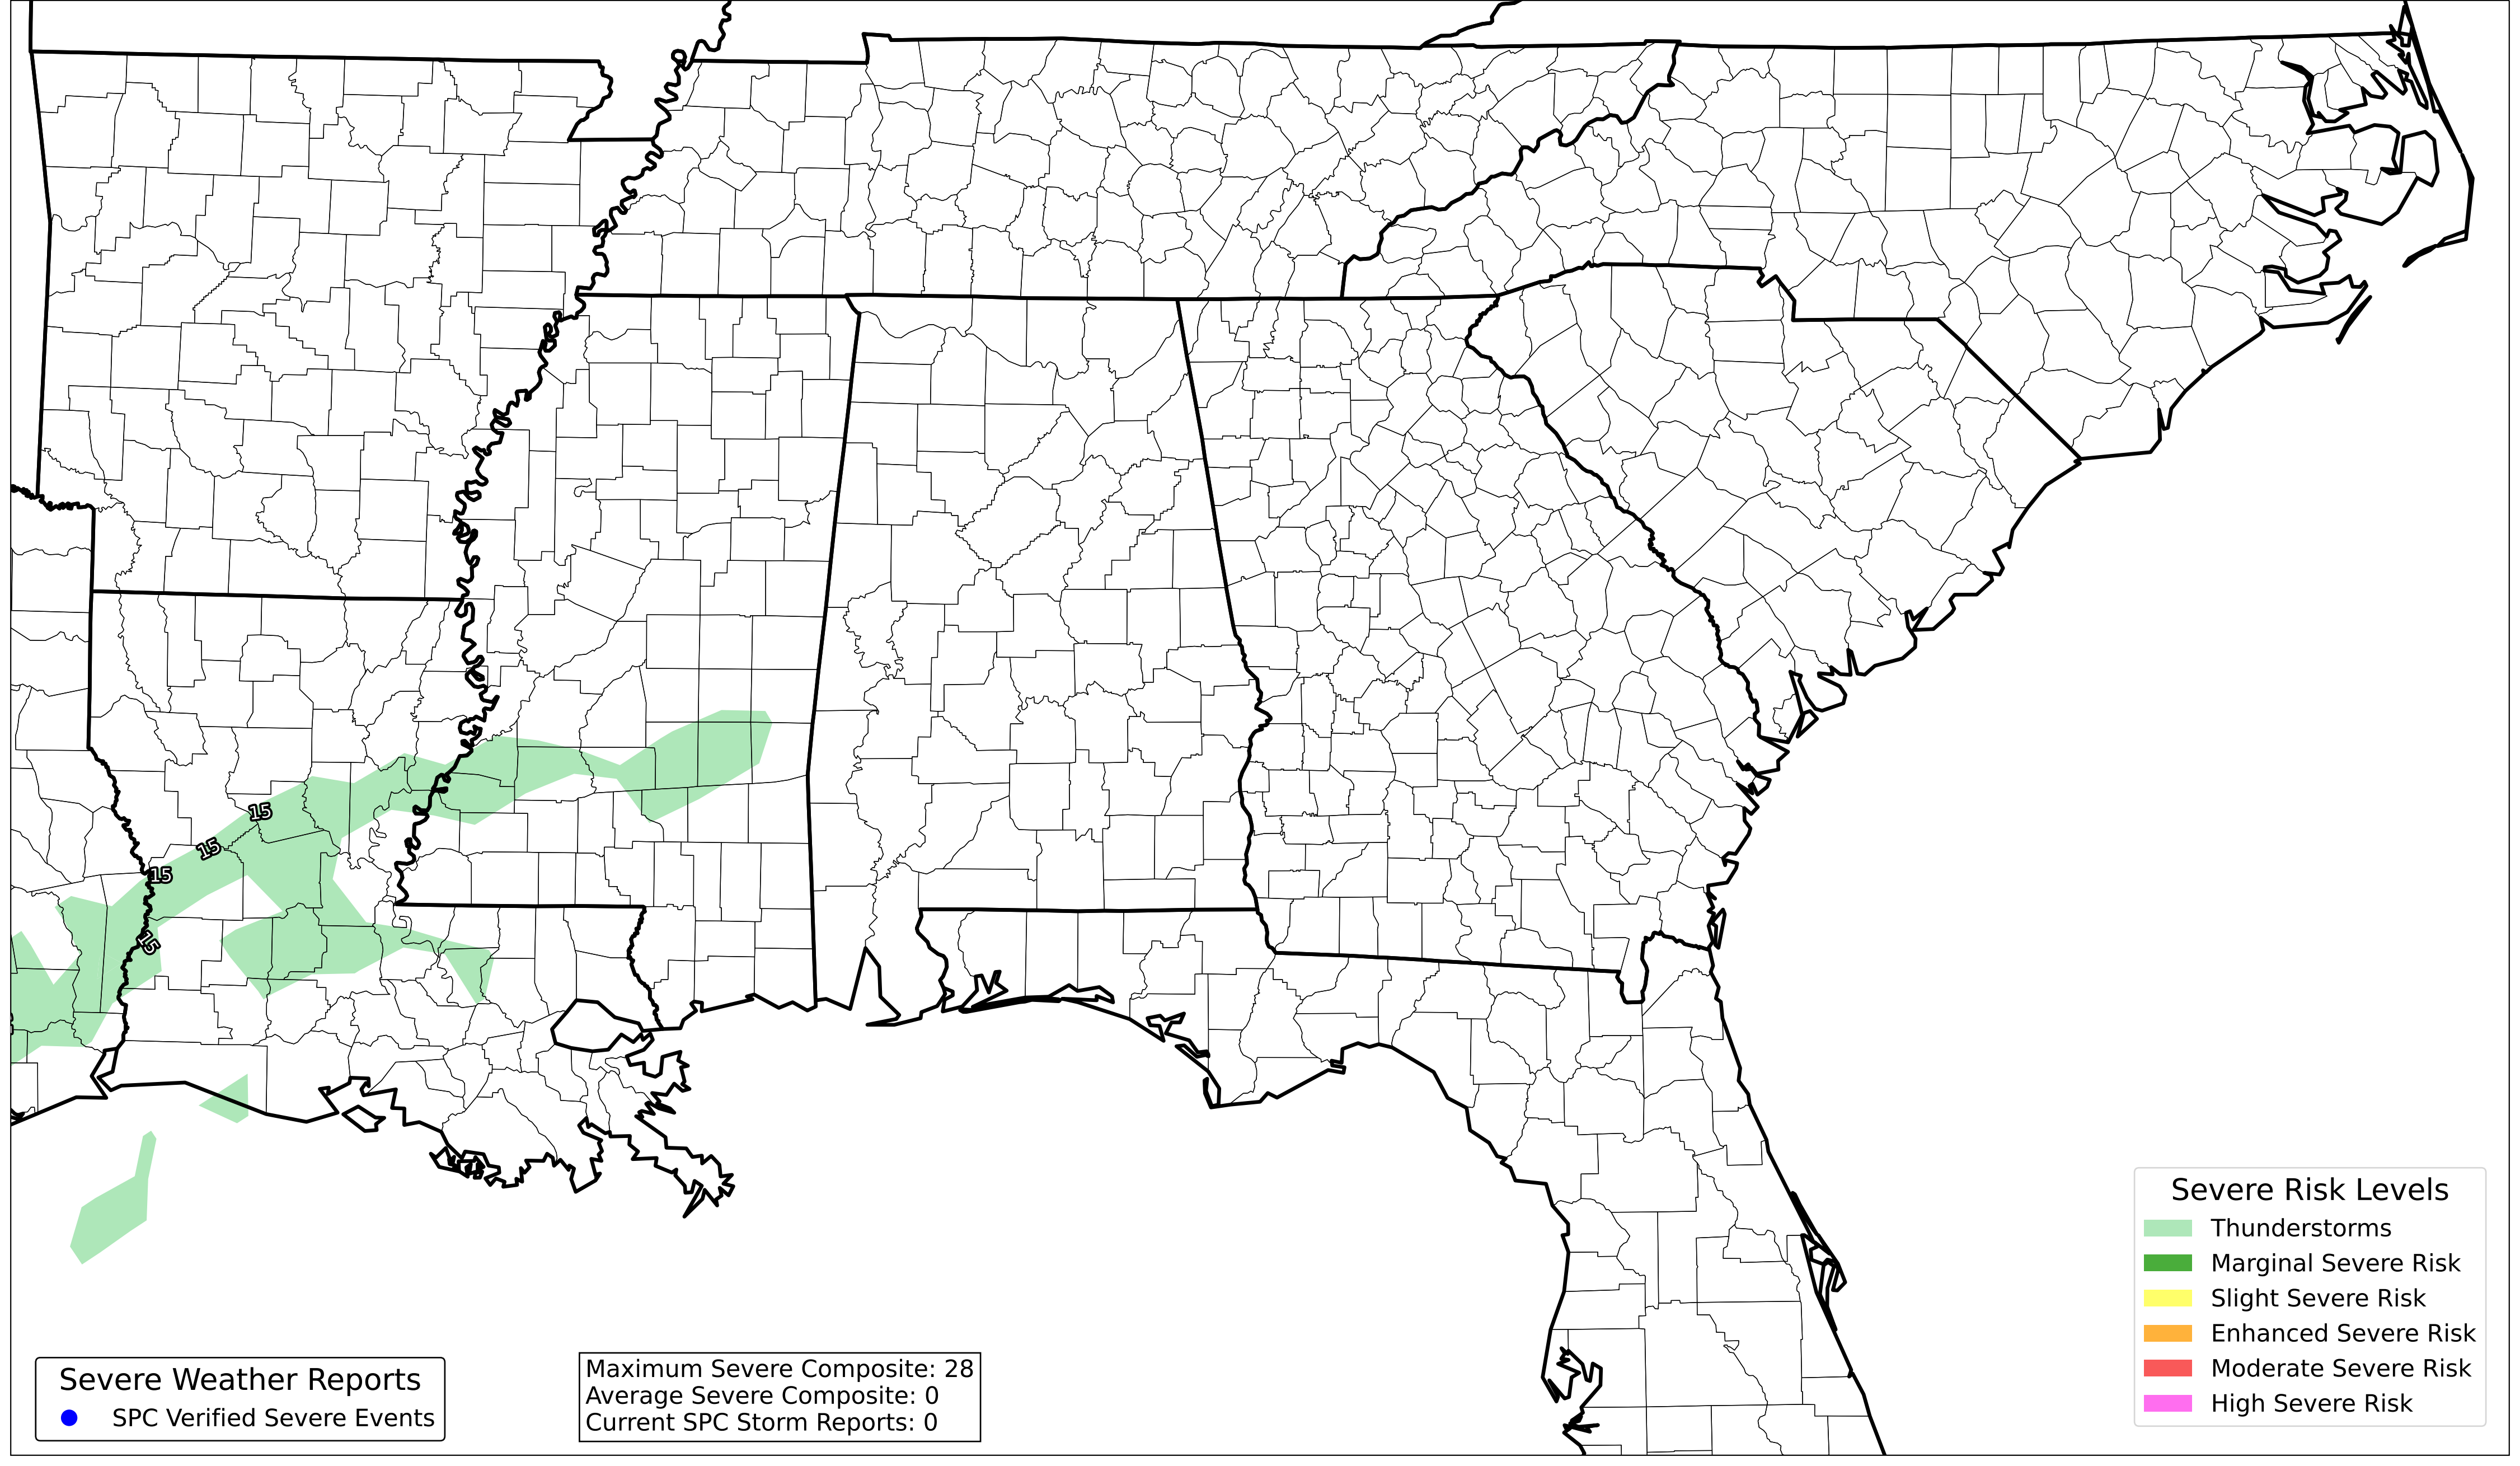 15
15
15
15
Severe Risk Levels
Thunderstorms
Marginal Severe Risk
Slight Severe Risk
Enhanced Severe Risk
Moderate Severe Risk
High Severe Risk
Severe Weather Reports
SPC Verified Severe Events
Maximum Severe Composite: 28
Average Severe Composite: 0
Current SPC Storm Reports: 0